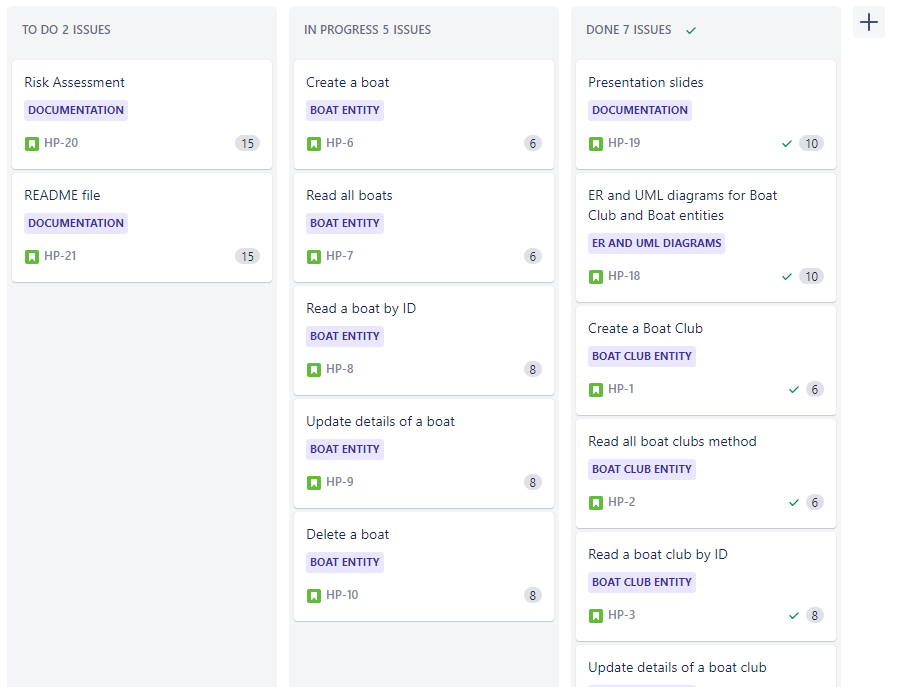 TO DO 2 ISSUES
Risk Assessment
DOCUMENTATION
HP-20
15
README file
DOCUMENTATION
HP-21
15
IN PROGRESS 5 ISSUES
Create a boat
BOAT ENTITY
HP-6
6
Read all boats
BOAT ENTITY
HP-7
6
Read a boat by ID
BOAT ENTITY
HP-8
8
Update details of a boat
BOAT ENTITY
HP-9
8
Delete a boat
BOAT ENTITY
HP-10
8
DONE 7 ISSUES
Presentation slides
DOCUMENTATION
HP-19
10
ER and UML diagrams for Boat
Club and Boat entities
ER AND UML DIAGRAMS
HP-18
10
Create a Boat Club
BOAT CLUB ENTITY
HP-1
6
Read all boat clubs method
BOAT CLUB ENTITY
HP-2
6
Read a boat club by ID
BOAT CLUB ENTITY
HP-3
8
Update details of a boat club